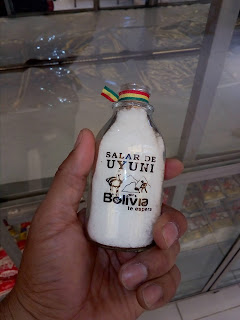 SALAR DE
UYUNI
Bolivia
te espera